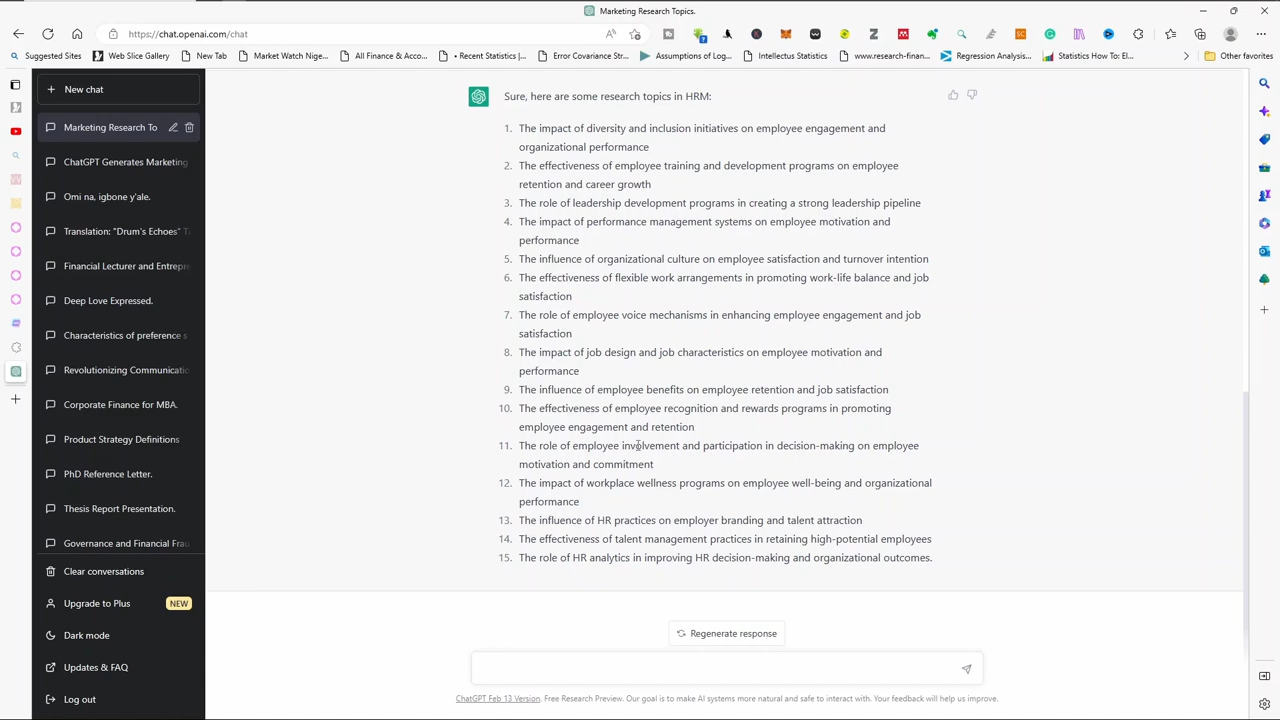 Marketing Research Topics.
https://chat.openai.com/chat
Suggested Sites
Web Slice Gallery
New Tab
Market Watch Nige...
All Finance & Acco...
• Recent Statistics |...
Error Covariance Str...
Assumptions of Log...
Intellectus Statistics
www.research-finan...
Regression Analysis...
Statistics How To: El...
Other favorites
New chat
Marketing Research To
ChatGPT Generates Marketing
Omi na, igbone y'ale.
Translation: "Drum's Echoes" T
Financial Lecturer and Entrepre
Deep Love Expressed.
Characteristics of preference s
Revolutionizing Communicatio
Corporate Finance for MBA.
Product Strategy Definitions
PhD Reference Letter.
Thesis Report Presentation.
Governance and Financial Frau
Clear conversations
Upgrade to Plus
NEW
Dark mode
Updates & FAQ
Log out
Sure, here are some research topics in HRM:
1. The impact of diversity and inclusion initiatives on employee engagement and
organizational performance
2. The effectiveness of employee training and development programs on employee
retention and career growth
3. The role of leadership development programs in creating a strong leadership pipeline
4. The impact of performance management systems on employee motivation and
performance
5. The influence of organizational culture on employee satisfaction and turnover intention
6. The effectiveness of flexible work arrangements in promoting work-life balance and job
satisfaction
7. The role of employee voice mechanisms in enhancing employee engagement and job
satisfaction
8. The impact of job design and job characteristics on employee motivation and
performance
9. The influence of employee benefits on employee retention and job satisfaction
10. The effectiveness of employee recognition and rewards programs in promoting
employee engagement and retention
11. The role of employee involvement and participation in decision-making on employee
motivation and commitment
12. The impact of workplace wellness programs on employee well-being and organizational
performance
13. The influence of HR practices on employer branding and talent attraction
14. The effectiveness of talent management practices in retaining high-potential employees
15. The role of HR analytics in improving HR decision-making and organizational outcomes.
Regenerate response
ChatGPT Feb 13 Version. Free Research Preview. Our goal is to make AI systems more natural and safe to interact with. Your feedback will help us improve.